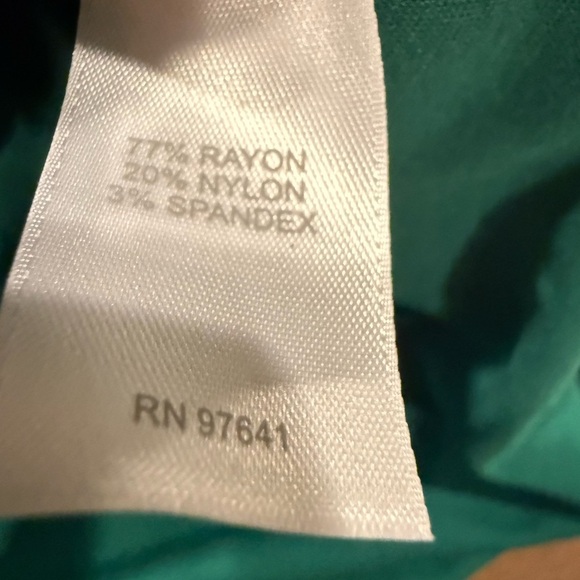 77% RAYON
20% NYLON
3% SPANDEX
RN 97641